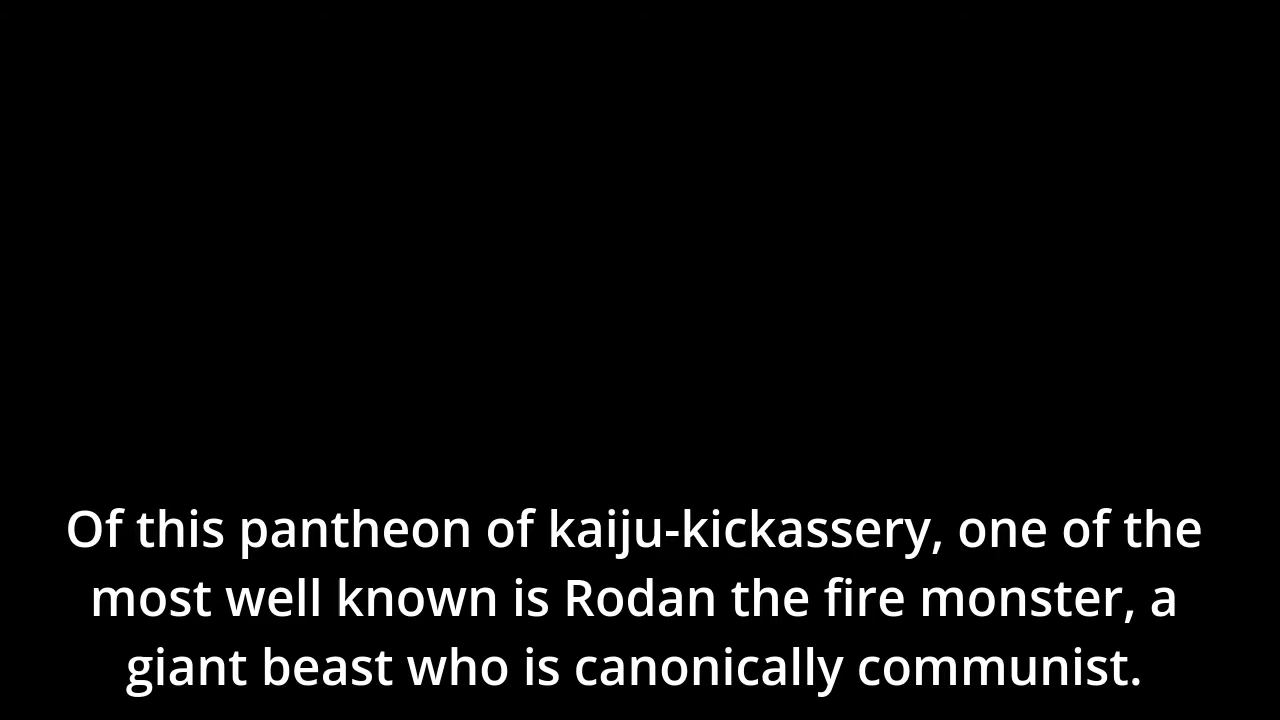 Of this pantheon of kaiju-kickassery, one of the
most well known is Rodan the fire monster, a
giant beast who is canonically communist.